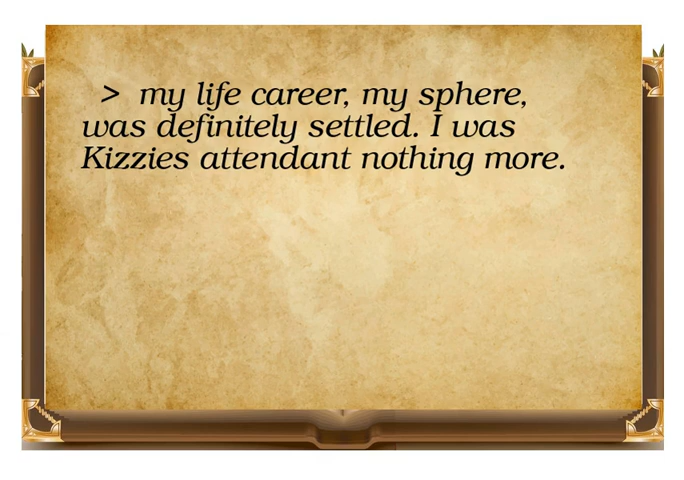 > my life career, my sphere,
was definitely settled. I was
Kizzies attendant nothing more.